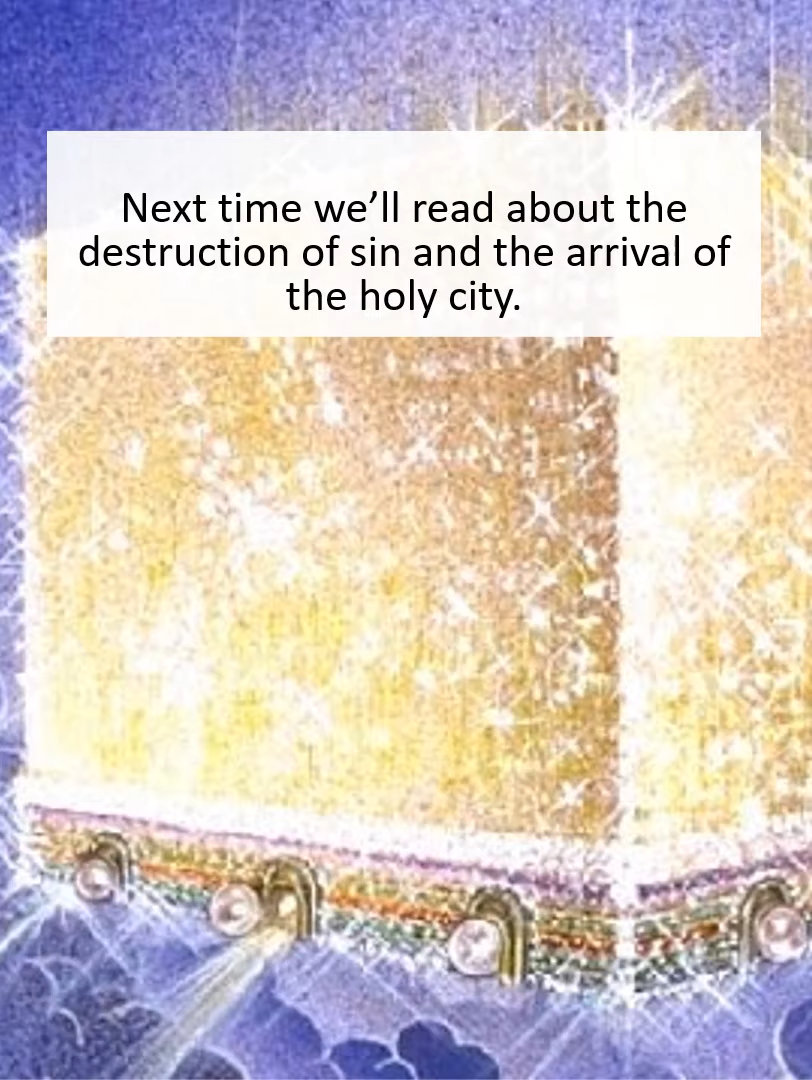 Next time we’ll read about the
destruction of sin and the arrival of
the holy city.